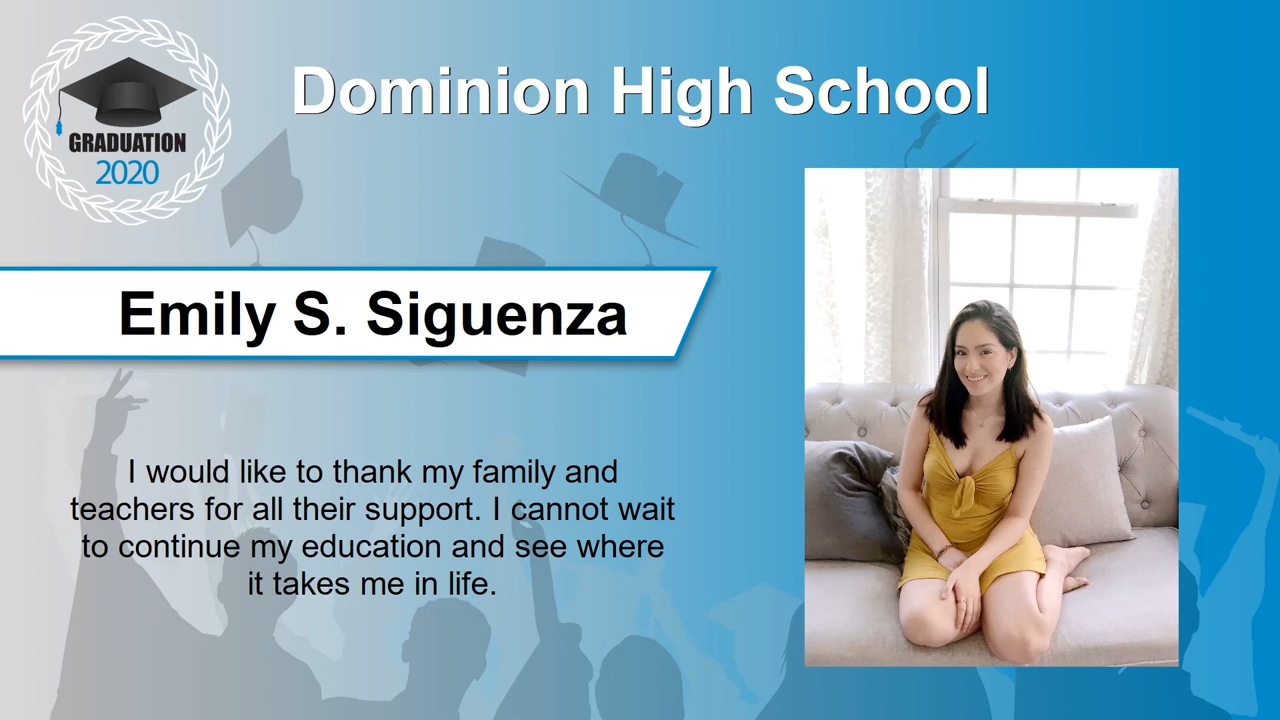 Dominion High School
GRADUATION
2020
Emily S. Siguenza
I would like to thank my family and
teachers for all their support. I cannot wait
to continue my education and see where
it takes me in life.